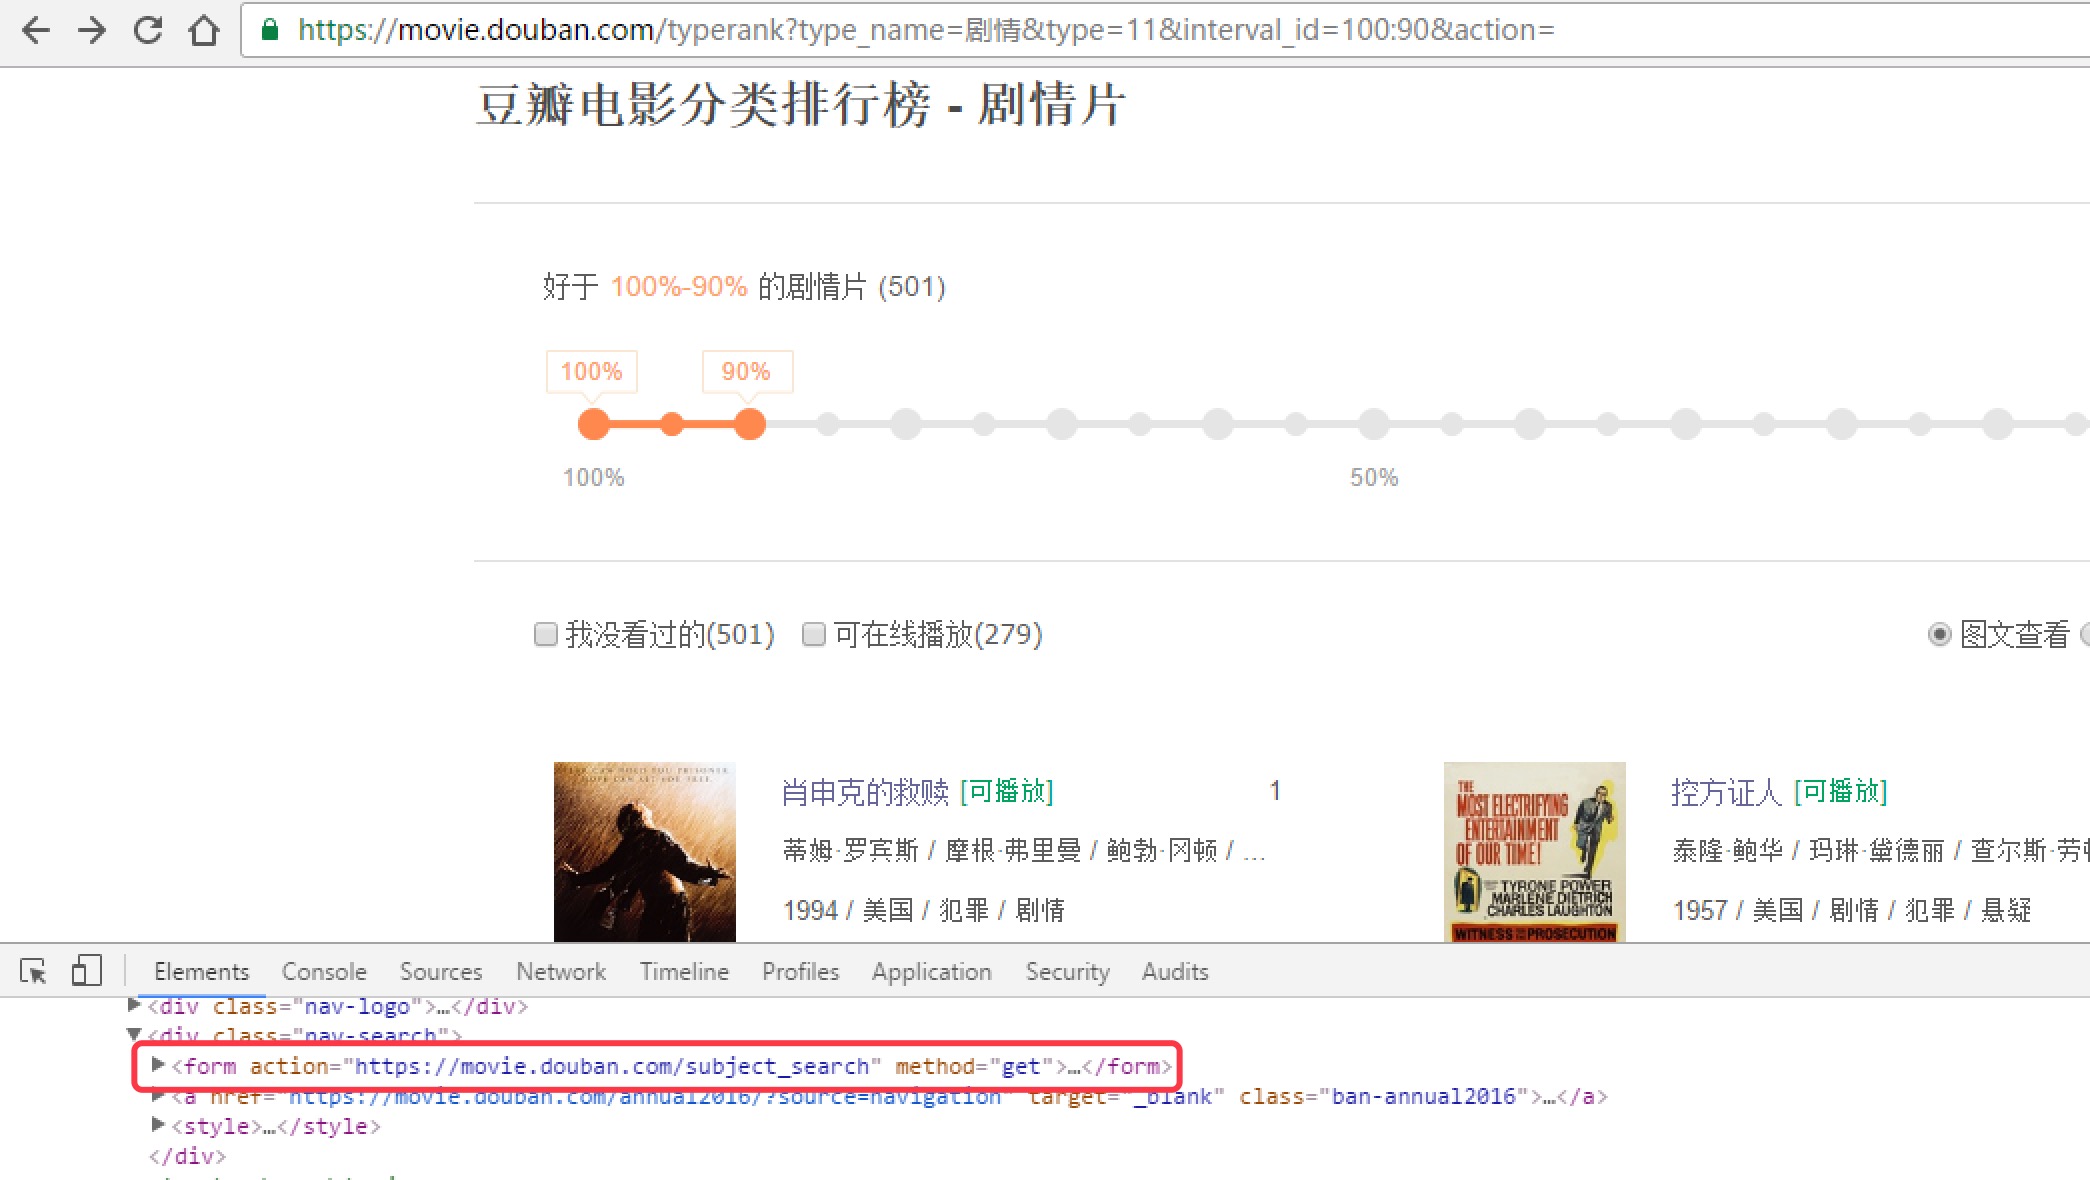 https://movie.douban.com/typerank?type_name=剧情&type=11&interval_id=100:90&action=
豆瓣电影分类排行榜 - 剧情片
好于 100%-90% 的剧情片 (501)
100% 90%
100% 50%
我没看过的(501) 可在线播放(279) 图文查看
THE MOST ELECTRIFYING ENTERTAINMENT OF OUR TIME!
TYRONE POWER
MARLENE DIETRICH
CHARLES LAUGHTON
WITNESS PROSECUTION
肖申克的救赎 [可播放] 1
蒂姆·罗宾斯 / 摩根·弗里曼 / 鲍勃·冈顿 / ...
1994 / 美国 / 犯罪 / 剧情
控方证人 [可播放]
泰隆·鲍华 / 玛琳·黛德丽 / 查尔斯·劳
1957 / 美国 / 剧情 / 犯罪 / 悬疑
Elements Console Sources Network Timeline Profiles Application Security Audits
<div class="nav-logo">…</div>
<div class="nav-search">
<form action="https://movie.douban.com/subject_search" method="get">…</form>
<a href="https://movie.douban.com/annual2016/?source=navigation" target="_blank" class="ban-annual2016">…</a>
<style>…</style>
</div>